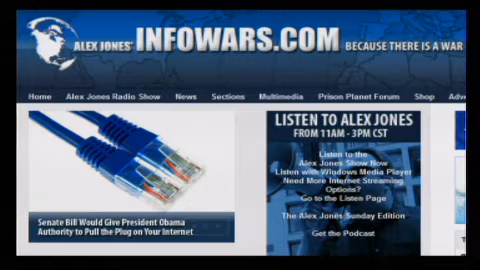 ALEX JONES' INFOWARS.COM BECAUSE THERE IS A WAR
Home Alex Jones Radio Show News Sections Multimedia Prison Planet Forum Shop Adve
LISTEN TO ALEX JONES
FROM 11AM - 3PM CST
Listen to the
Alex Jones Show Now
Listen with Windows Media Player
Need More Internet Streaming
Options?
Go to the Listen Page
The Alex Jones Sunday Edition
Get the Podcast
Senate Bill Would Give President Obama
Authority to Pull the Plug on Your Internet